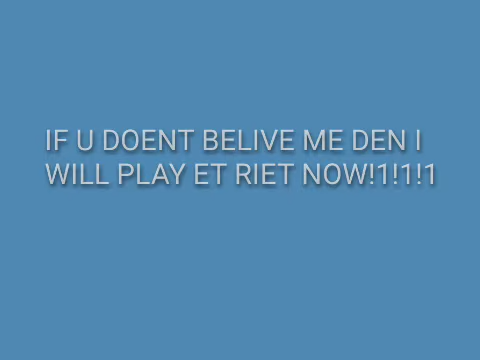 IF U DOENT BELIVE ME DEN I
WILL PLAY ET RIET NOW!1!1!1